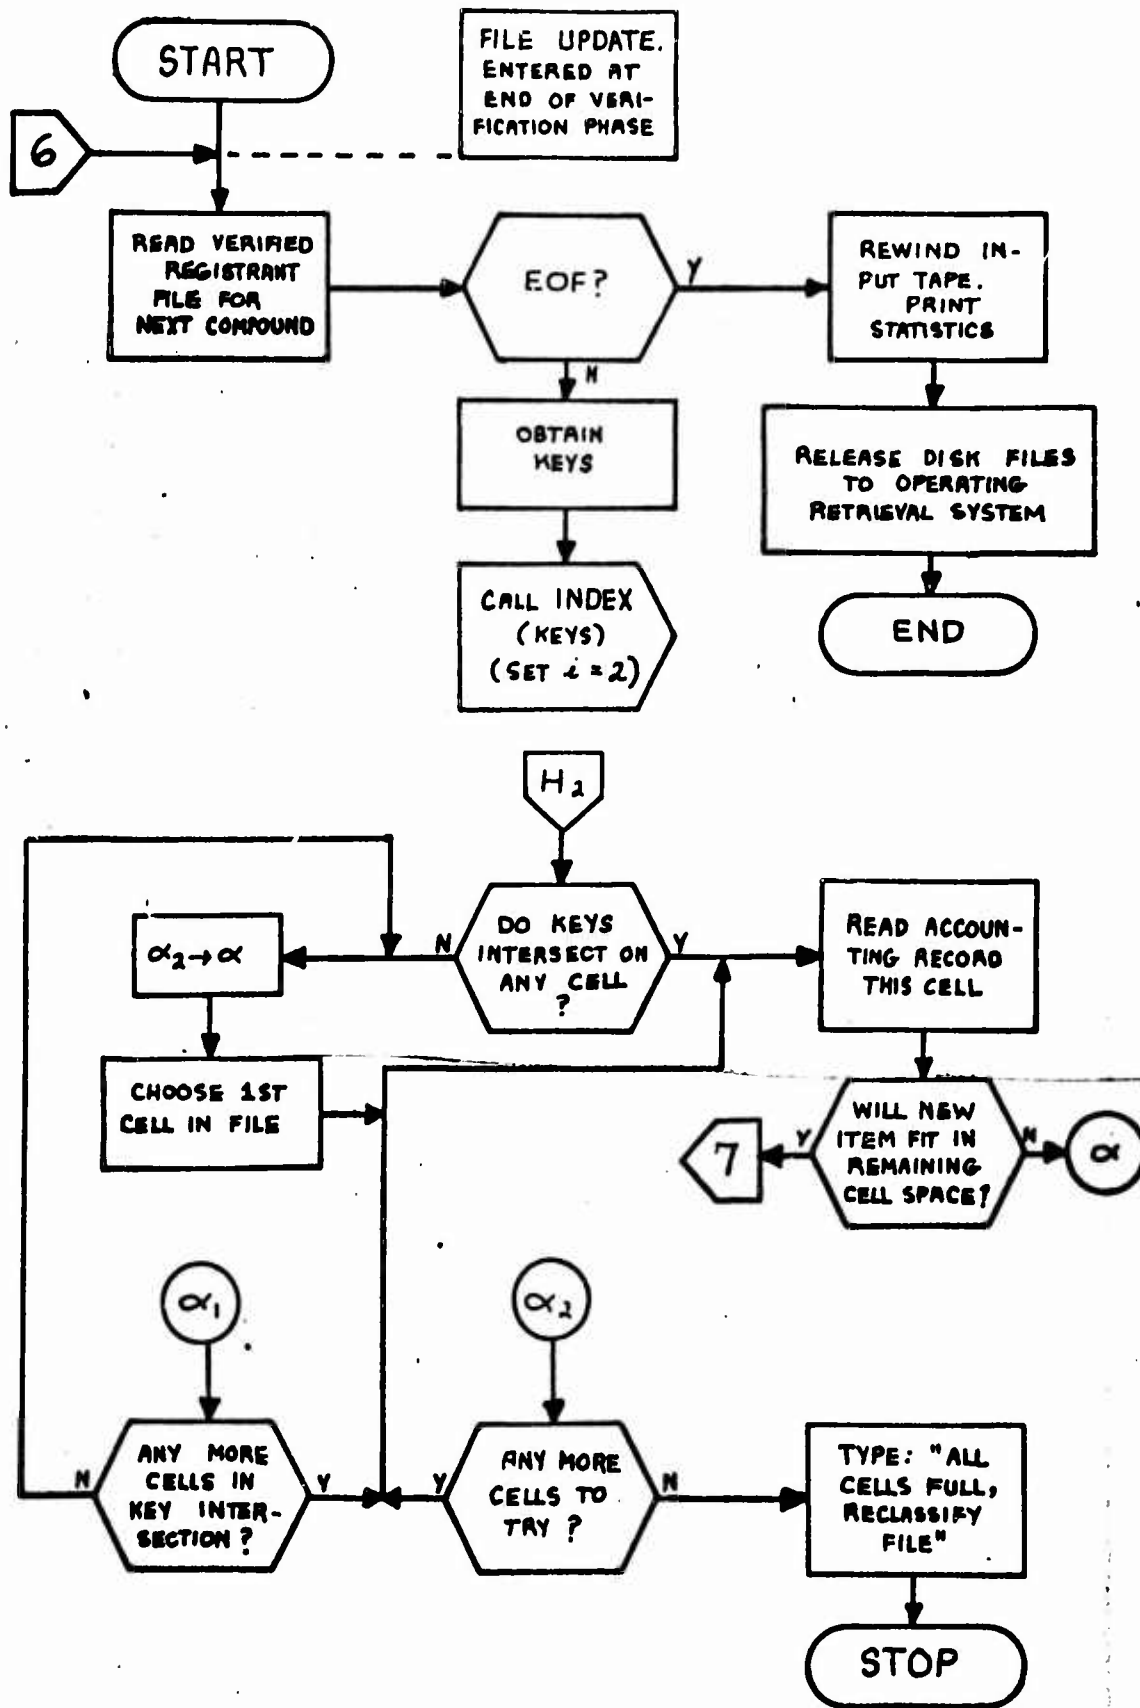 START
FILE UPDATE.
ENTERED AT
END OF VERI-
FICATION PHASE
6
READ VERIFIED
REGISTRANT
FILE FOR
NEXT COMPOUND
EOF?
Y
REWIND IN-
PUT TAPE.
PRINT
STATISTICS
N
OBTAIN
KEYS
RELEASE DISK FILES
TO OPERATING
RETRIEVAL SYSTEM
CALL INDEX
(KEYS)
(SET i = 2)
END
H2
DO KEYS
INTERSECT ON
ANY CELL
?
N
Y
α2→α
READ ACCOUN-
TING RECORD
THIS CELL
CHOOSE 1ST
CELL IN FILE
WILL NEW
ITEM FIT IN
REMAINING
CELL SPACE?
Y
N
7
α
α1
α2
ANY MORE
CELLS IN
KEY INTER-
SECTION?
N
Y
ANY MORE
CELLS TO
TRY ?
Y
N
TYPE: "ALL
CELLS FULL,
RECLASSIFY
FILE"
STOP